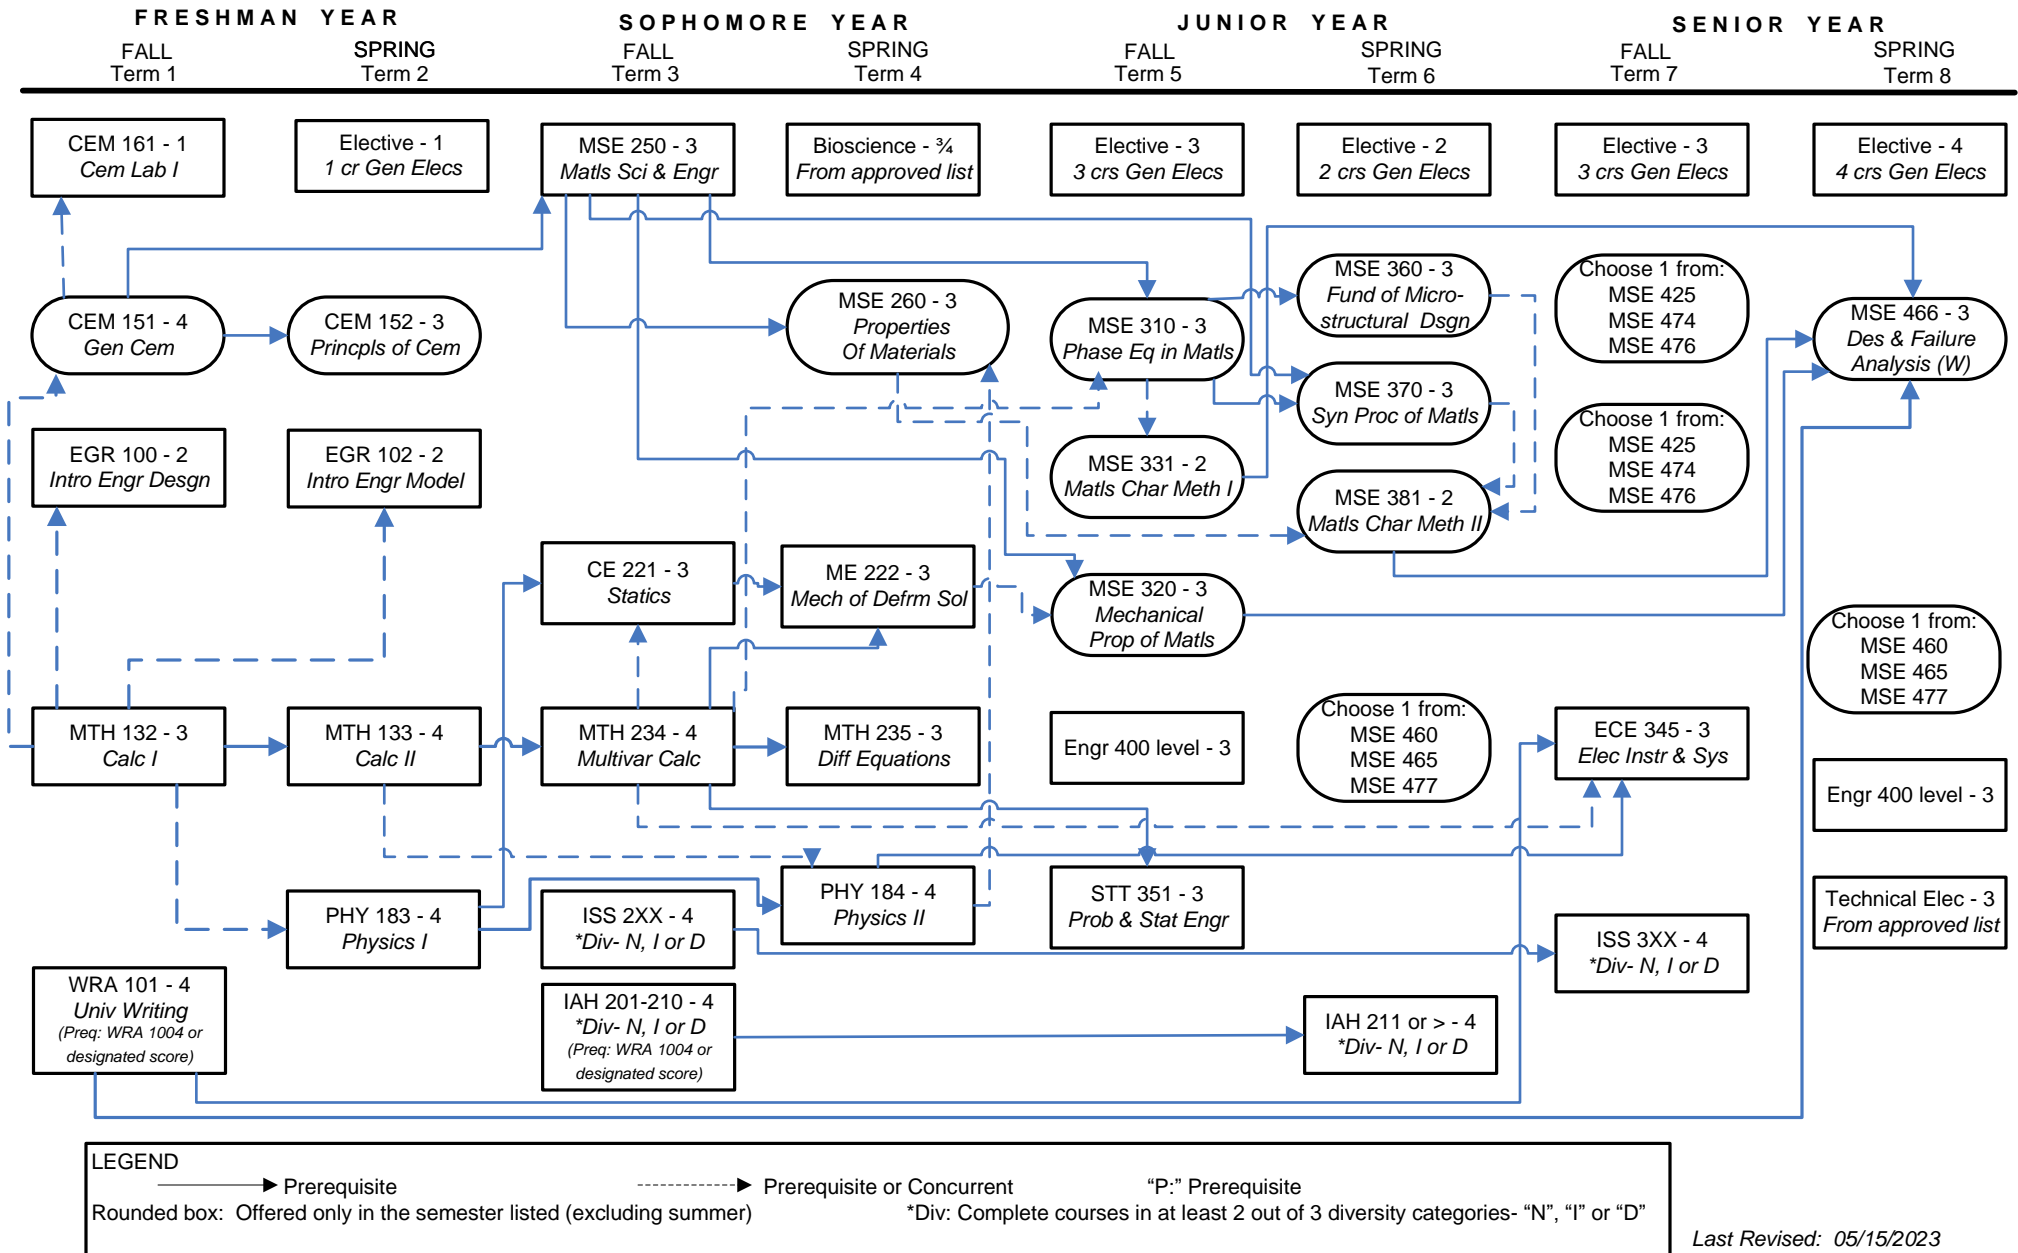 FRESHMAN YEAR
SOPHOMORE YEAR
JUNIOR YEAR
SENIOR YEAR
FALL
Term 1
SPRING
Term 2
FALL
Term 3
SPRING
Term 4
FALL
Term 5
SPRING
Term 6
FALL
Term 7
SPRING
Term 8
CEM 161 - 1
Cem Lab I
Elective - 1
1 cr Gen Elecs
MSE 250 - 3
Matls Sci & Engr
Bioscience - ¾
From approved list
Elective - 3
3 crs Gen Elecs
Elective - 2
2 crs Gen Elecs
Elective - 3
3 crs Gen Elecs
Elective - 4
4 crs Gen Elecs
CEM 151 - 4
Gen Cem
CEM 152 - 3
Princpls of Cem
MSE 260 - 3
Properties
Of Materials
MSE 310 - 3
Phase Eq in Matls
MSE 360 - 3
Fund of Micro-
structural Dsgn
Choose 1 from:
MSE 425
MSE 474
MSE 476
MSE 466 - 3
Des & Failure
Analysis (W)
MSE 370 - 3
Syn Proc of Matls
EGR 100 - 2
Intro Engr Desgn
EGR 102 - 2
Intro Engr Model
MSE 331 - 2
Matls Char Meth I
MSE 381 - 2
Matls Char Meth II
Choose 1 from:
MSE 425
MSE 474
MSE 476
CE 221 - 3
Statics
ME 222 - 3
Mech of Defrm Sol
MSE 320 - 3
Mechanical
Prop of Matls
Choose 1 from:
MSE 460
MSE 465
MSE 477
MTH 132 - 3
Calc I
MTH 133 - 4
Calc II
MTH 234 - 4
Multivar Calc
MTH 235 - 3
Diff Equations
Engr 400 level - 3
Choose 1 from:
MSE 460
MSE 465
MSE 477
ECE 345 - 3
Elec Instr & Sys
Engr 400 level - 3
PHY 183 - 4
Physics I
ISS 2XX - 4
*Div- N, I or D
PHY 184 - 4
Physics II
STT 351 - 3
Prob & Stat Engr
ISS 3XX - 4
*Div- N, I or D
Technical Elec - 3
From approved list
WRA 101 - 4
Univ Writing
(Preq: WRA 1004 or
designated score)
IAH 201-210 - 4
*Div- N, I or D
(Preq: WRA 1004 or
designated score)
IAH 211 or > - 4
*Div- N, I or D
LEGEND
Prerequisite
Prerequisite or Concurrent
“P:” Prerequisite
Rounded box: Offered only in the semester listed (excluding summer)
*Div: Complete courses in at least 2 out of 3 diversity categories- “N”, “I” or “D”
Last Revised: 05/15/2023